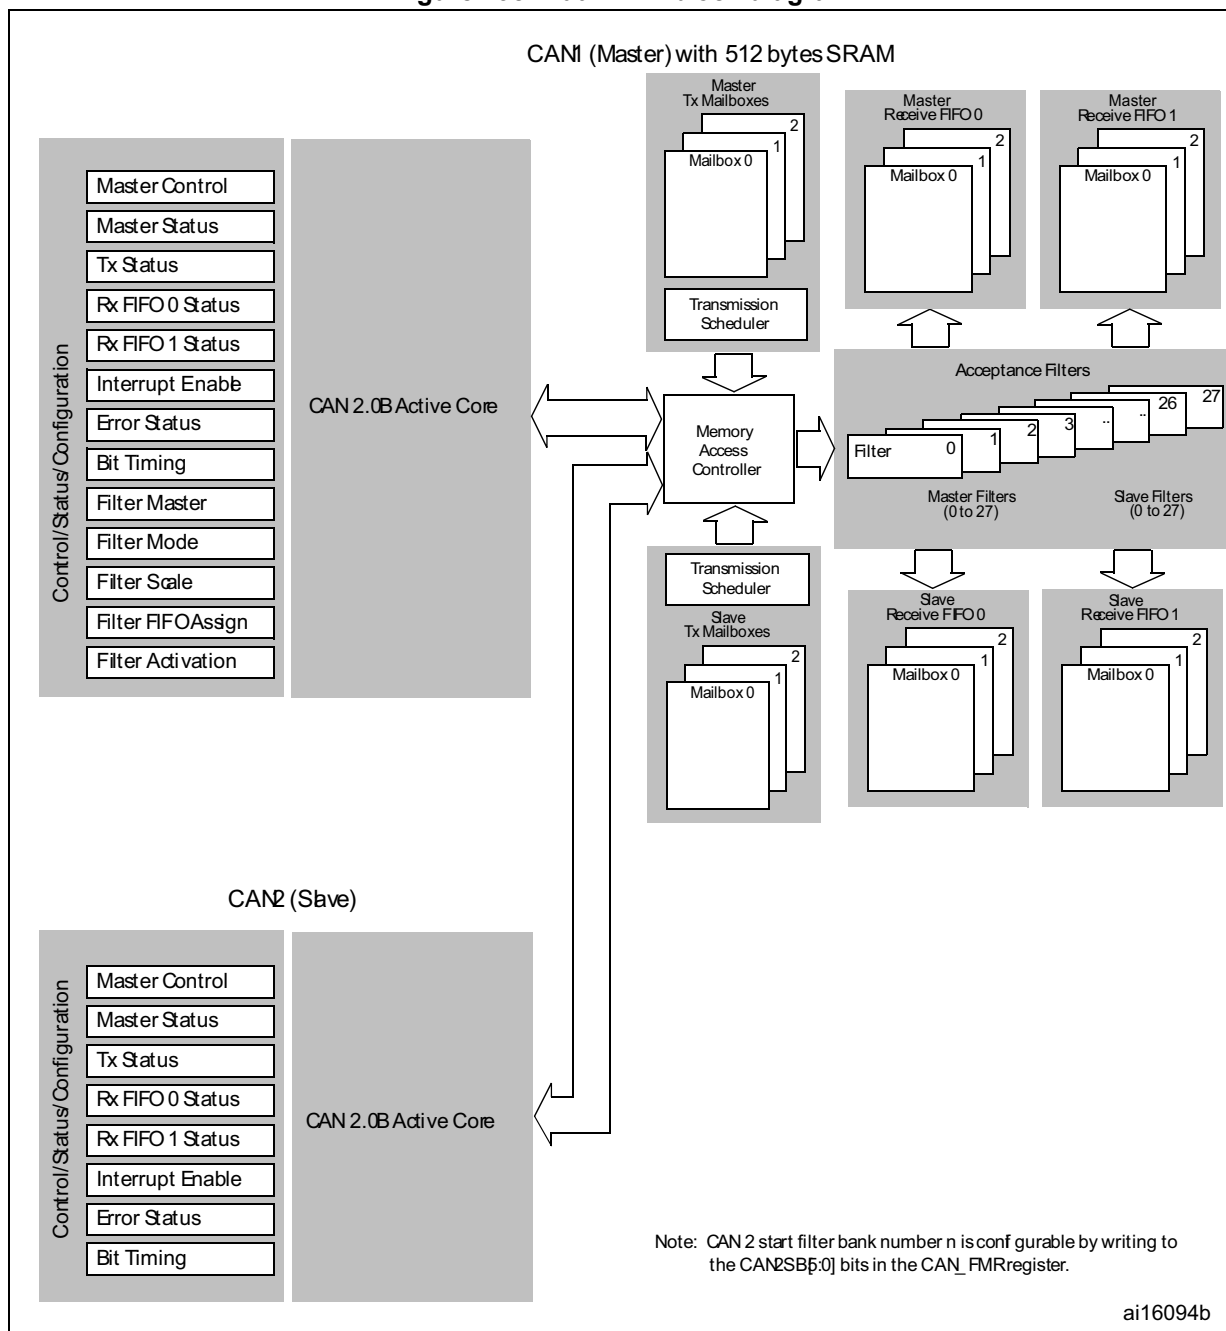 CAN1 (Master) with 512 bytes SRAM
Control/Status/Configuration
Master Control
Master Status
Tx Status
Rx FIFO 0 Status
Rx FIFO 1 Status
Interrupt Enable
Error Status
Bit Timing
Filter Master
Filter Mode
Filter Scale
Filter FIFO Assign
Filter Activation
CAN 2.0B Active Core
Master
Tx Mailboxes
2
1
Mailbox 0
Transmission
Scheduler
Master
Receive FIFO 0
2
1
Mailbox 0
Master
Receive FIFO 1
2
1
Mailbox 0
Memory
Access
Controller
Acceptance Filters
Filter 0 1 2 3 .. .. 26 27
Master Filters
(0 to 27)
Slave Filters
(0 to 27)
Transmission
Scheduler
Slave
Tx Mailboxes
2
1
Mailbox 0
Slave
Receive FIFO 0
2
1
Mailbox 0
Slave
Receive FIFO 1
2
1
Mailbox 0
CAN2 (Slave)
Control/Status/Configuration
Master Control
Master Status
Tx Status
Rx FIFO 0 Status
Rx FIFO 1 Status
Interrupt Enable
Error Status
Bit Timing
CAN 2.0B Active Core
Note: CAN 2 start filter bank number n is conf gurable by writing to
the CAN2SB[5:0] bits in the CAN_FMR register.
ai16094b